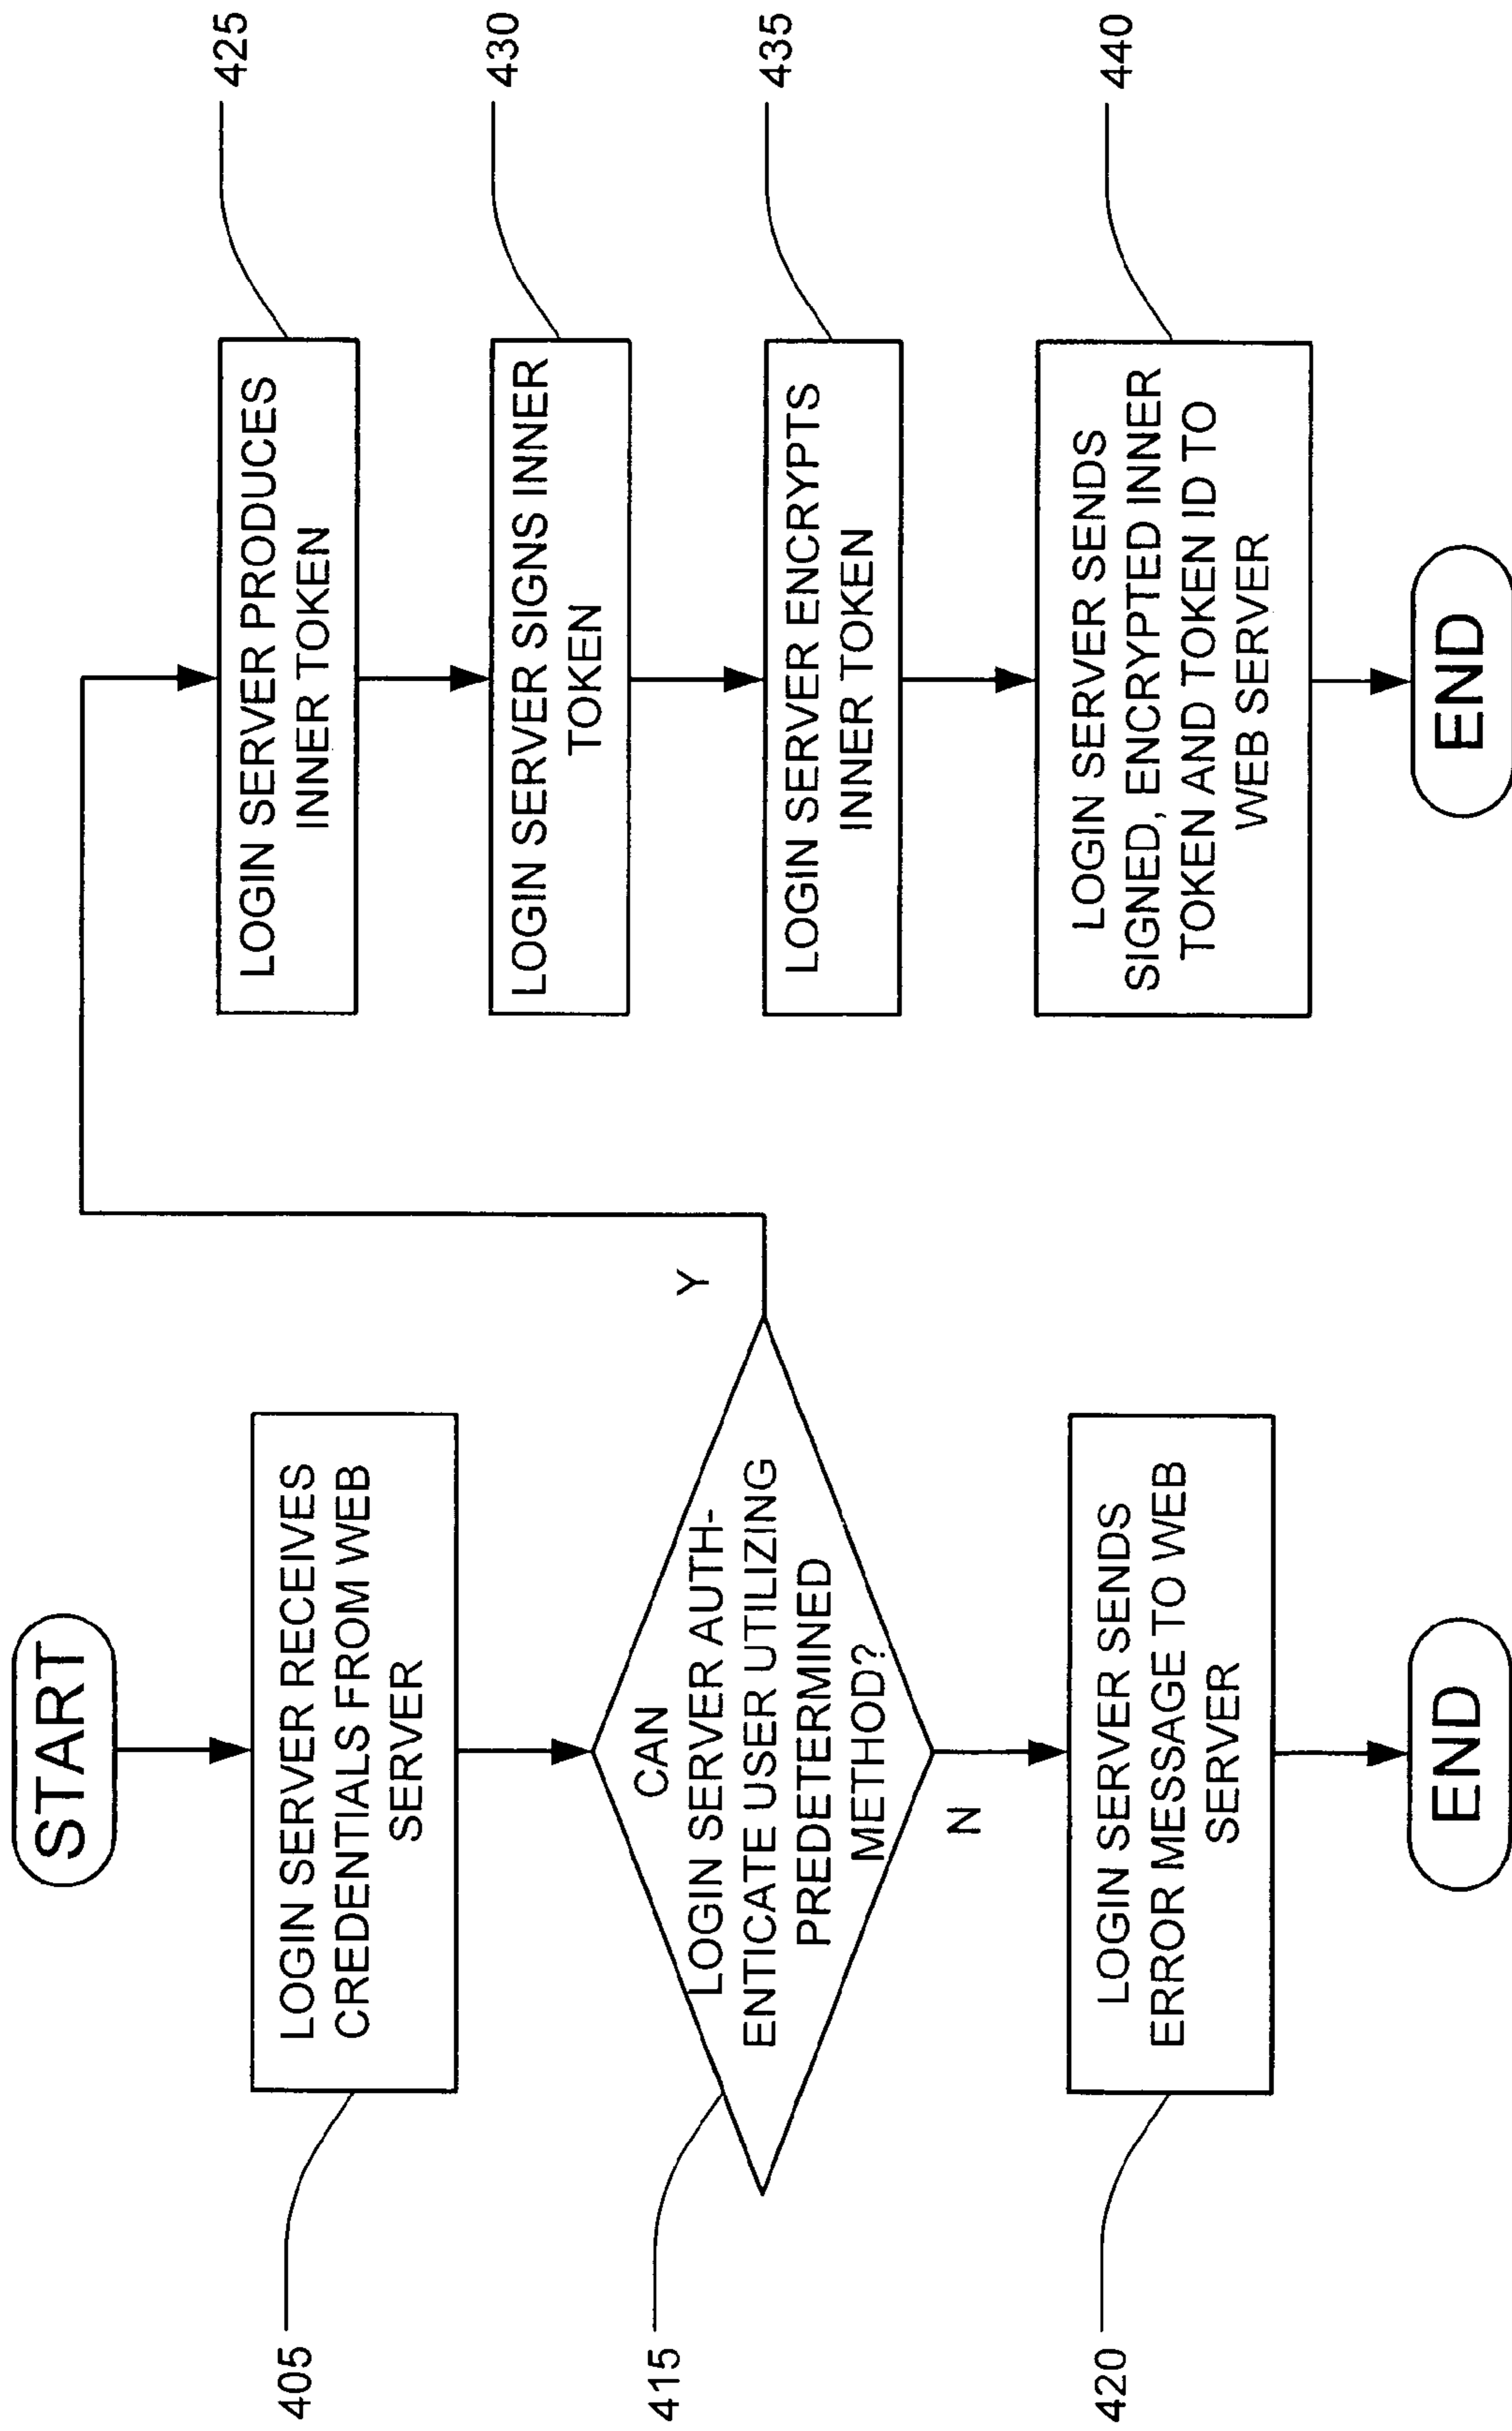 START
405
LOGIN SERVER RECEIVES
CREDENTIALS FROM WEB
SERVER
415
CAN
LOGIN SERVER AUTH-
ENTICATE USER UTILIZING
PREDETERMINED
METHOD?
Y
N
420
LOGIN SERVER SENDS
ERROR MESSAGE TO WEB
SERVER
END
425
LOGIN SERVER PRODUCES
INNER TOKEN
430
LOGIN SERVER SIGNS INNER
TOKEN
435
LOGIN SERVER ENCRYPTS
INNER TOKEN
440
LOGIN SERVER SENDS
SIGNED, ENCRYPTED INNER
TOKEN AND TOKEN ID TO
WEB SERVER
END